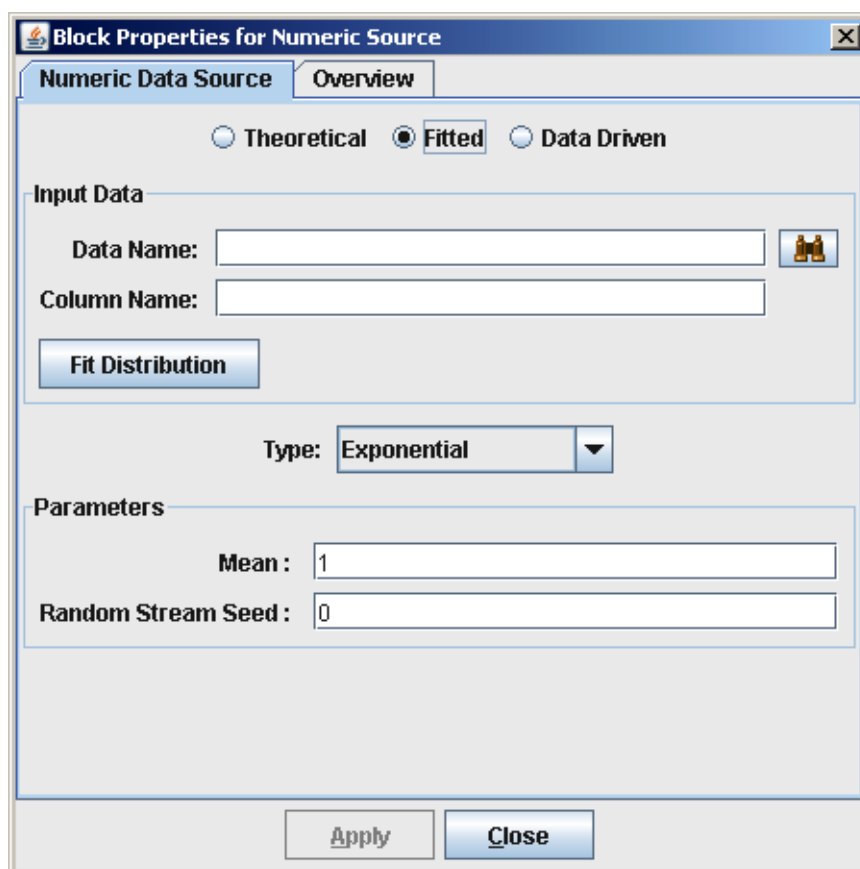 Block Properties for Numeric Source
Numeric Data Source Overview
Theoretical Fitted Data Driven
Input Data
Data Name:
Column Name:
Fit Distribution
Type: Exponential
Parameters
Mean : 1
Random Stream Seed : 0
Apply Close